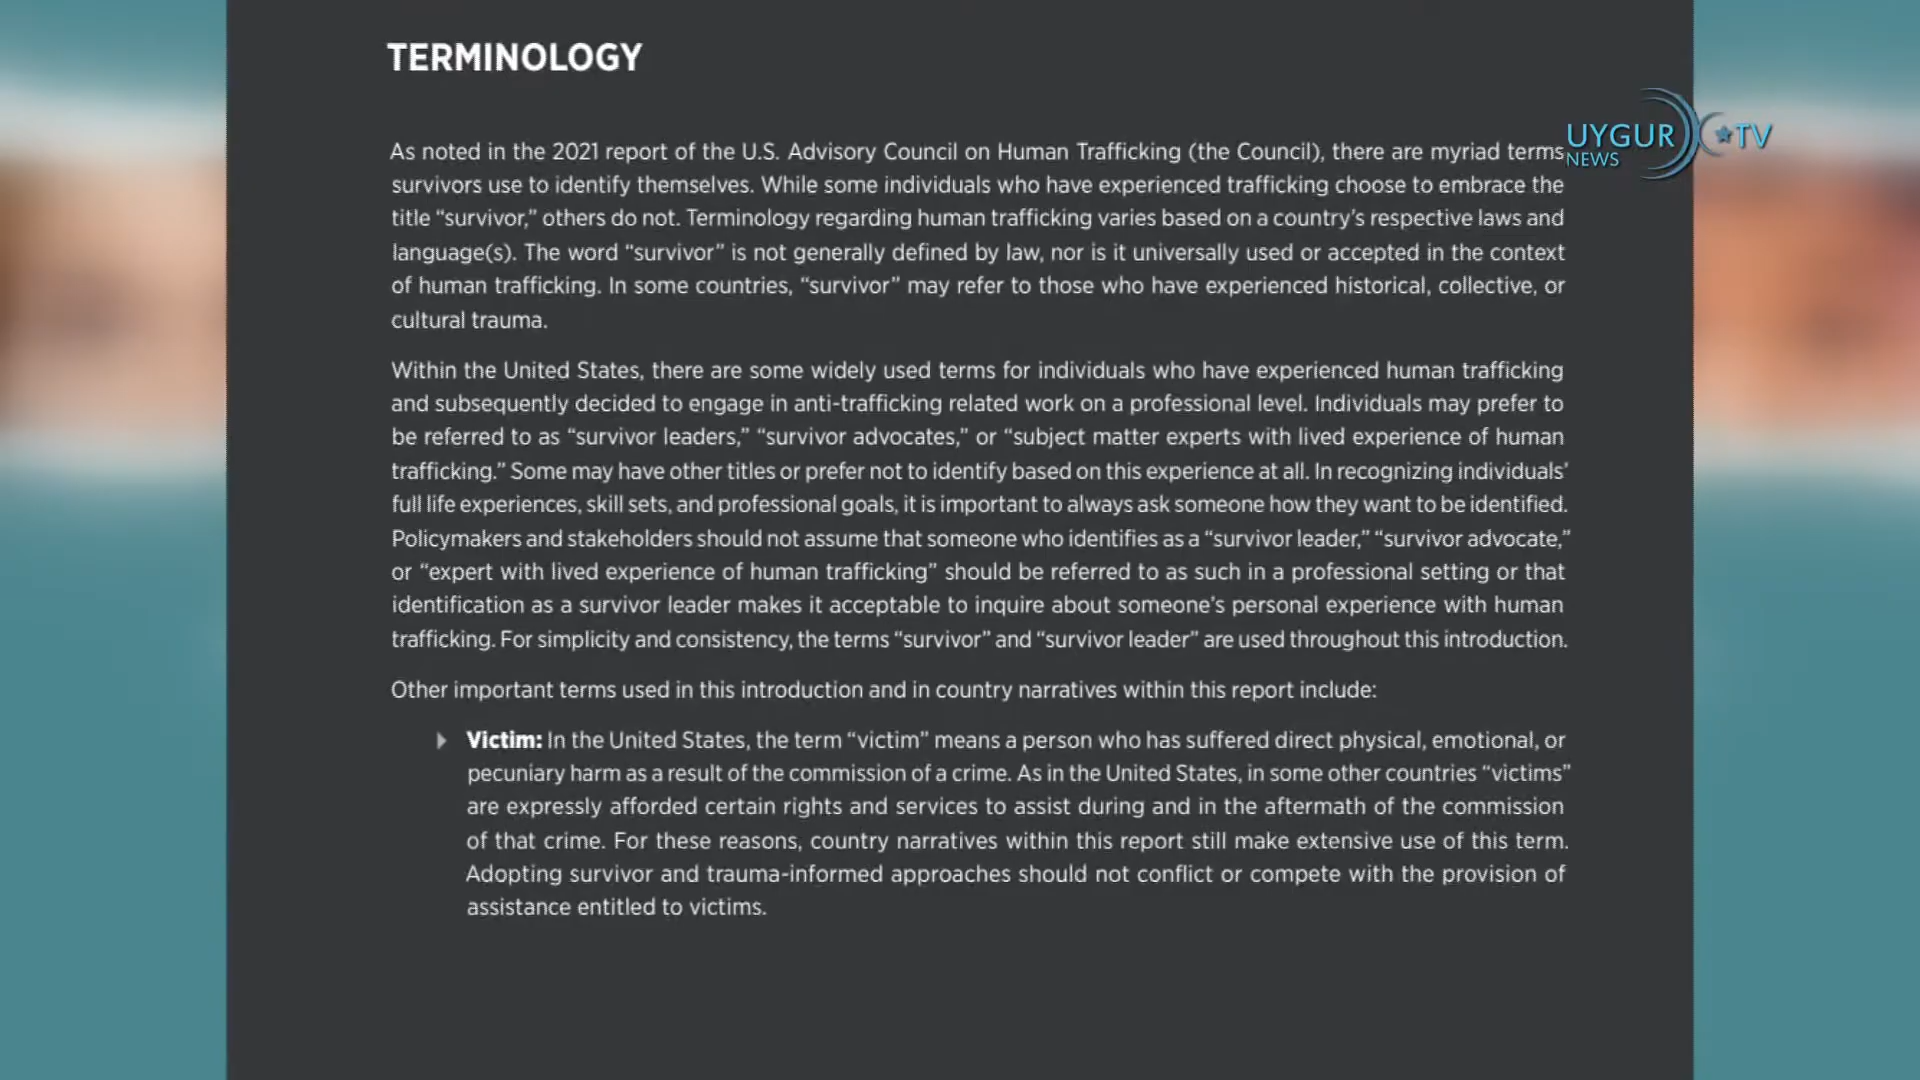 TERMINOLOGY
UYGUR TV
NEWS
As noted in the 2021 report of the U.S. Advisory Council on Human Trafficking (the Council), there are myriad terms
survivors use to identify themselves. While some individuals who have experienced trafficking choose to embrace the
title “survivor,” others do not. Terminology regarding human trafficking varies based on a country’s respective laws and
language(s). The word “survivor” is not generally defined by law, nor is it universally used or accepted in the context
of human trafficking. In some countries, “survivor” may refer to those who have experienced historical, collective, or
cultural trauma.
Within the United States, there are some widely used terms for individuals who have experienced human trafficking
and subsequently decided to engage in anti-trafficking related work on a professional level. Individuals may prefer to
be referred to as “survivor leaders,” “survivor advocates,” or “subject matter experts with lived experience of human
trafficking.” Some may have other titles or prefer not to identify based on this experience at all. In recognizing individuals’
full life experiences, skill sets, and professional goals, it is important to always ask someone how they want to be identified.
Policymakers and stakeholders should not assume that someone who identifies as a “survivor leader,” “survivor advocate,”
or “expert with lived experience of human trafficking” should be referred to as such in a professional setting or that
identification as a survivor leader makes it acceptable to inquire about someone’s personal experience with human
trafficking. For simplicity and consistency, the terms “survivor” and “survivor leader” are used throughout this introduction.
Other important terms used in this introduction and in country narratives within this report include:
Victim: In the United States, the term “victim” means a person who has suffered direct physical, emotional, or
pecuniary harm as a result of the commission of a crime. As in the United States, in some other countries “victims”
are expressly afforded certain rights and services to assist during and in the aftermath of the commission
of that crime. For these reasons, country narratives within this report still make extensive use of this term.
Adopting survivor and trauma-informed approaches should not conflict or compete with the provision of
assistance entitled to victims.